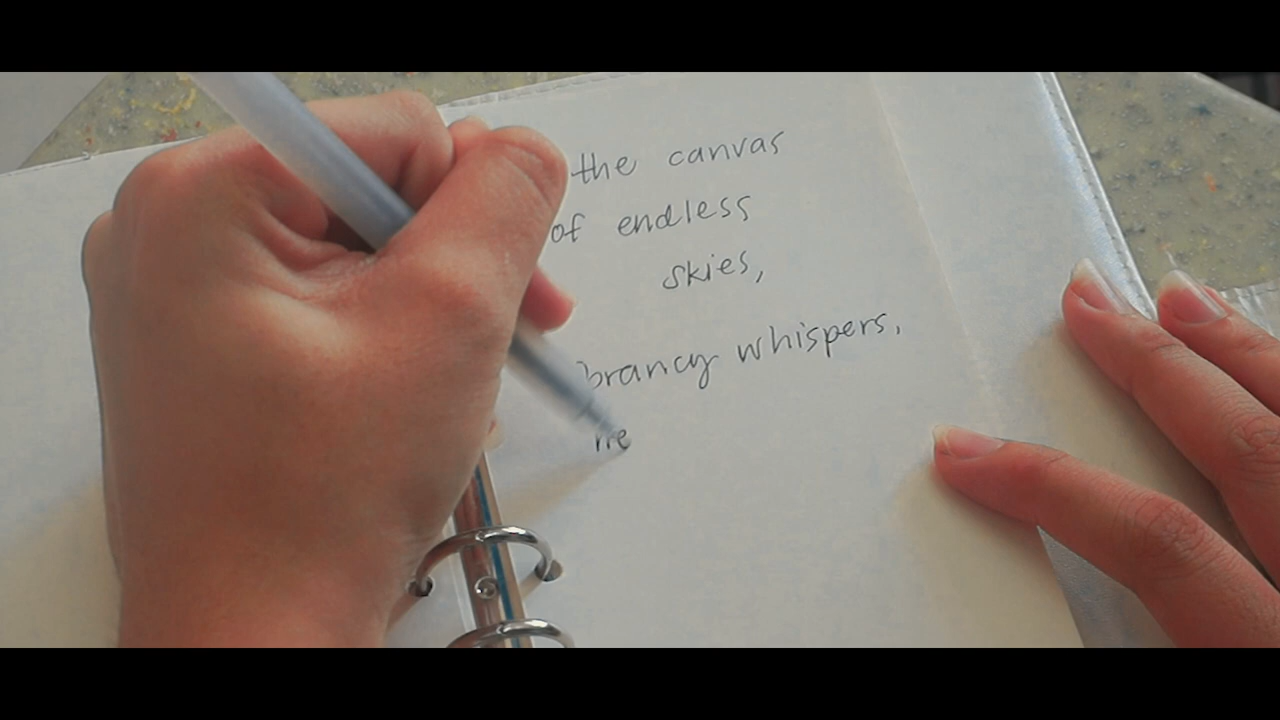 the canvas
of endless
skies,
brancy whispers,